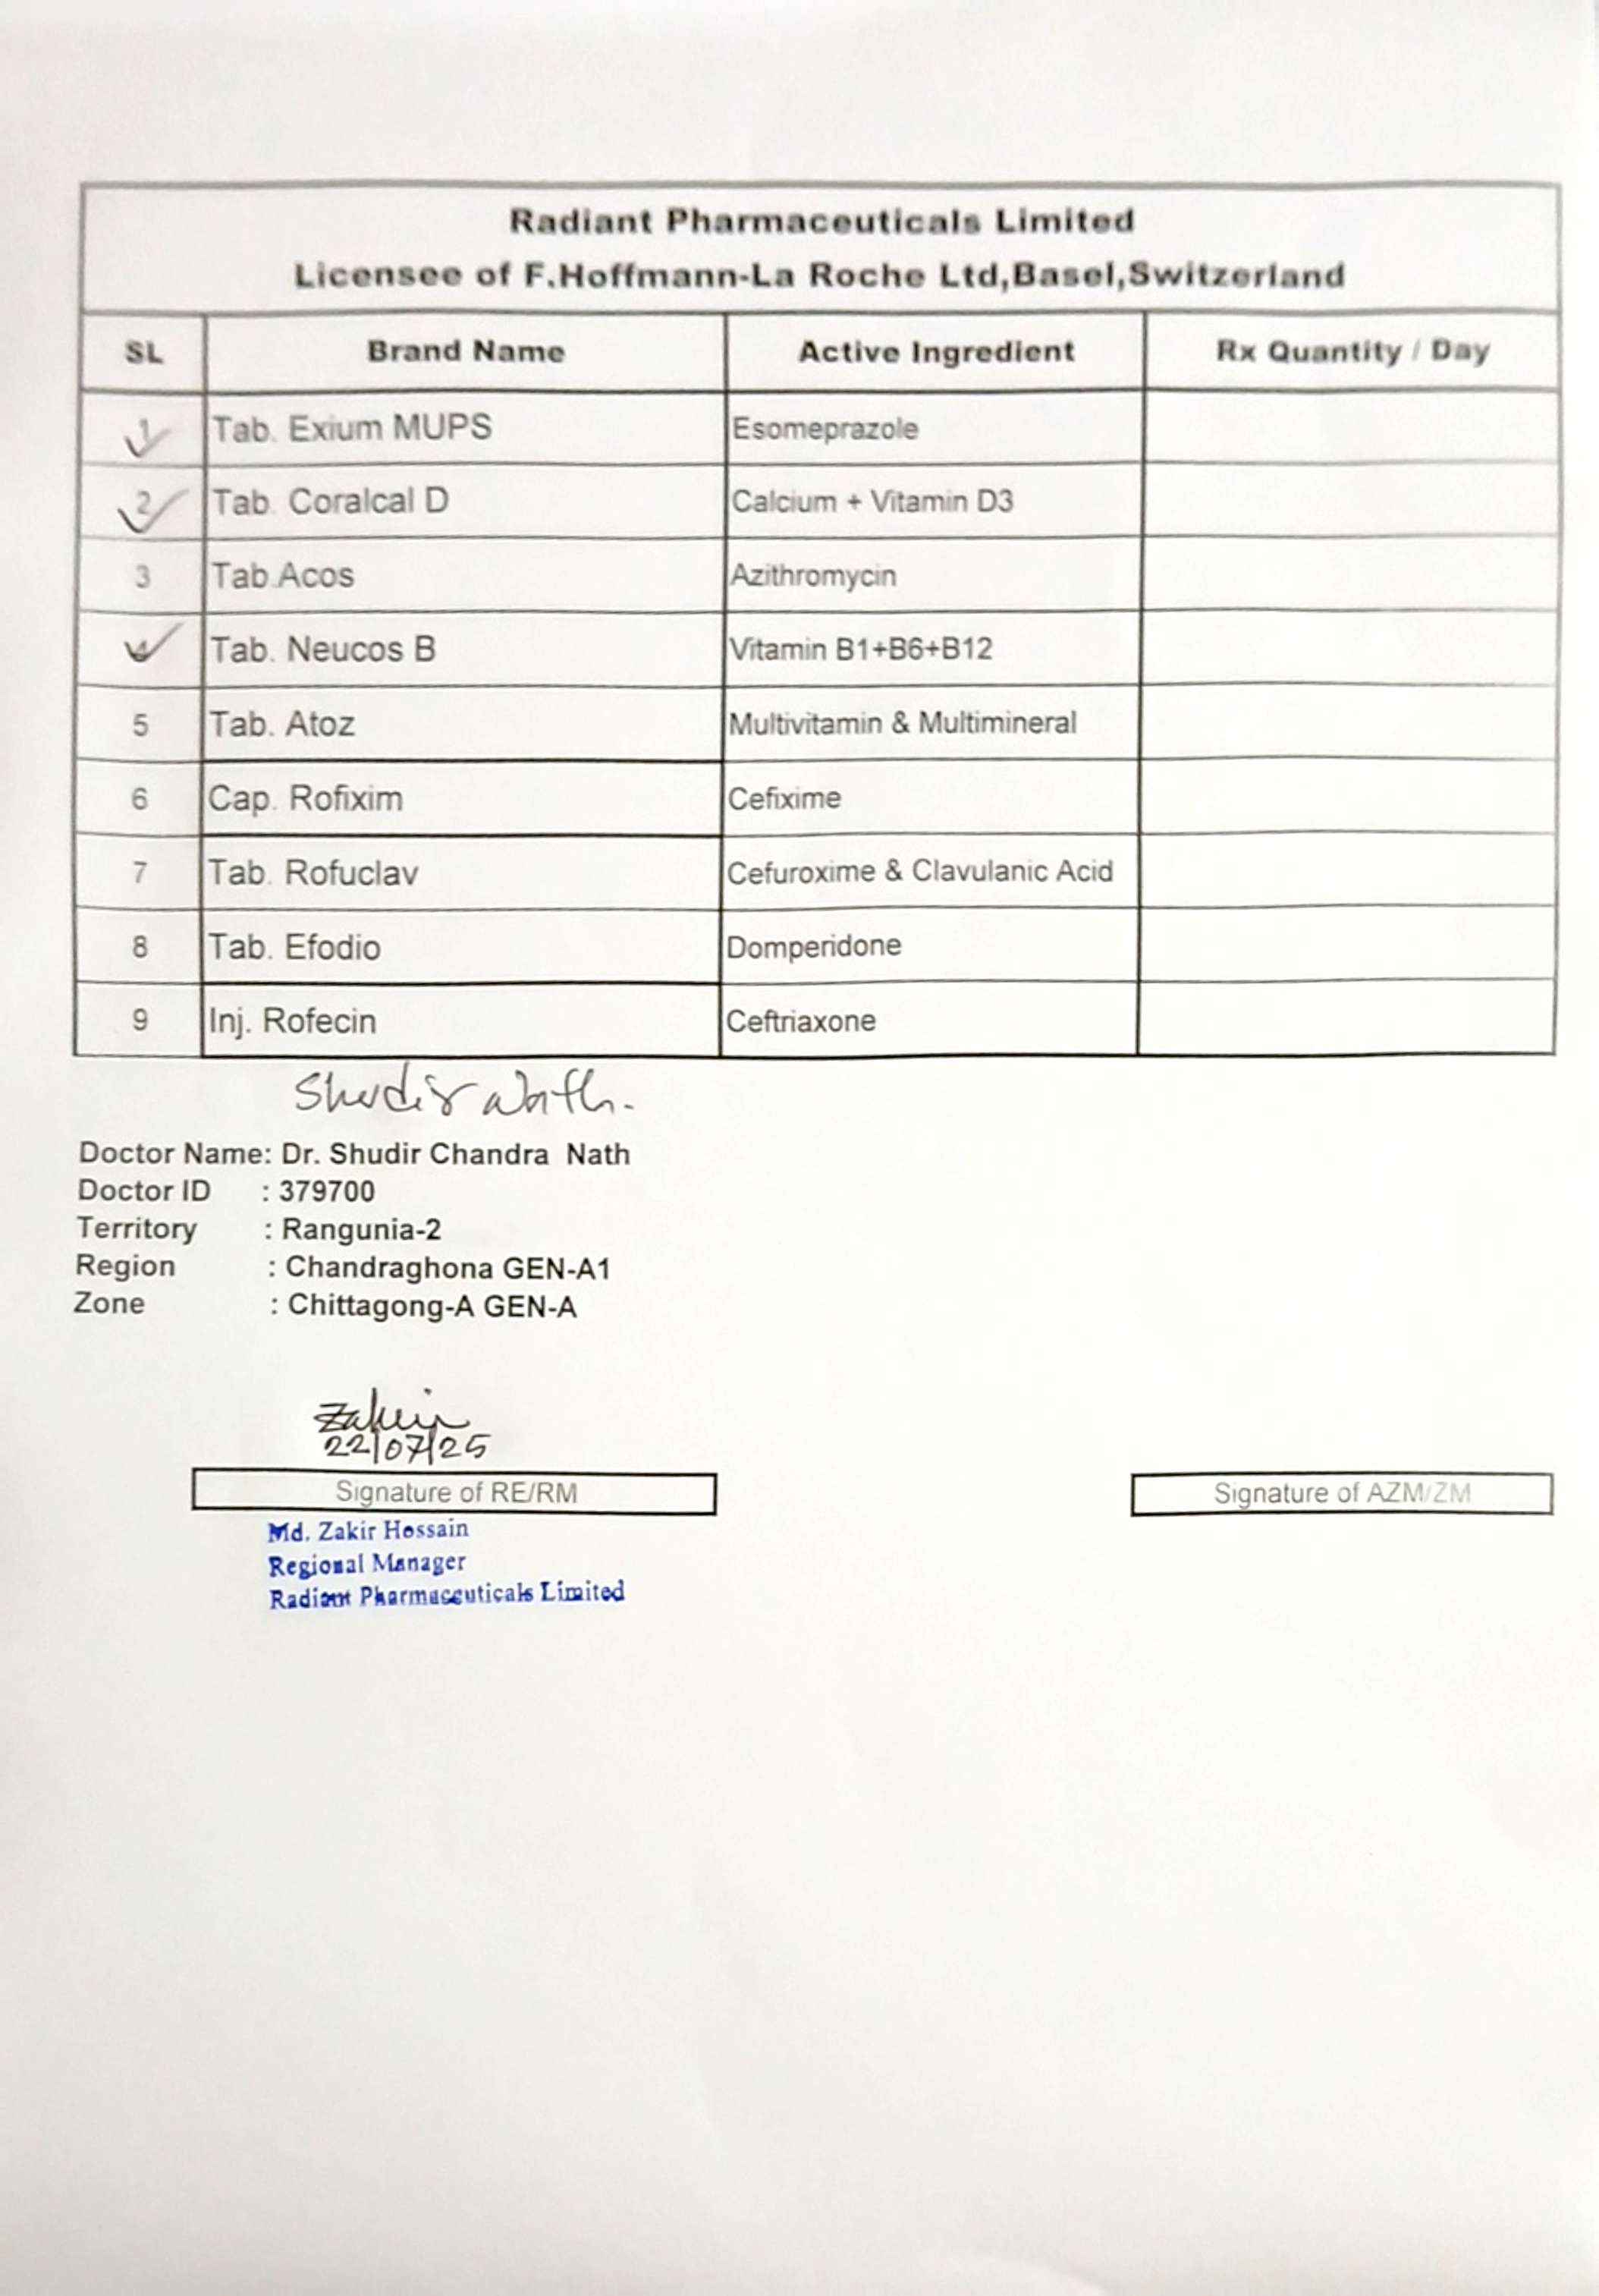 Radiant Pharmaceuticals Limited
Licensee of F.Hoffmann-La Roche Ltd,Basel,Switzerland
SL Brand Name Active Ingredient Rx Quantity / Day
1 Tab. Exium MUPS Esomeprazole
2 Tab. Coralcal D Calcium + Vitamin D3
3 Tab.Acos Azithromycin
4 Tab. Neucos B Vitamin B1+B6+B12
5 Tab. Atoz Multivitamin & Multimineral
6 Cap. Rofixim Cefixime
7 Tab. Rofuclav Cefuroxime & Clavulanic Acid
8 Tab. Efodio Domperidone
9 Inj. Rofecin Ceftriaxone
Shudir Nath.
Doctor Name: Dr. Shudir Chandra Nath
Doctor ID : 379700
Territory : Rangunia-2
Region : Chandraghona GEN-A1
Zone : Chittagong-A GEN-A
Zakir
22/07/25
Signature of RE/RM Signature of AZM/ZM
Md. Zakir Hossain
Regional Manager
Radiant Pharmaceuticals Limited